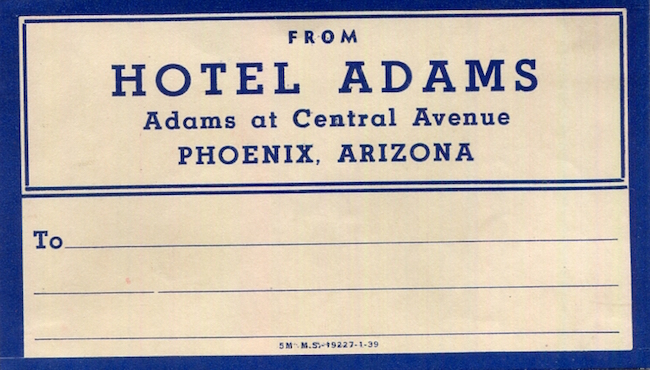 FROM
HOTEL ADAMS
Adams at Central Avenue
PHOENIX, ARIZONA
To
5M M.S.-19227-1-39